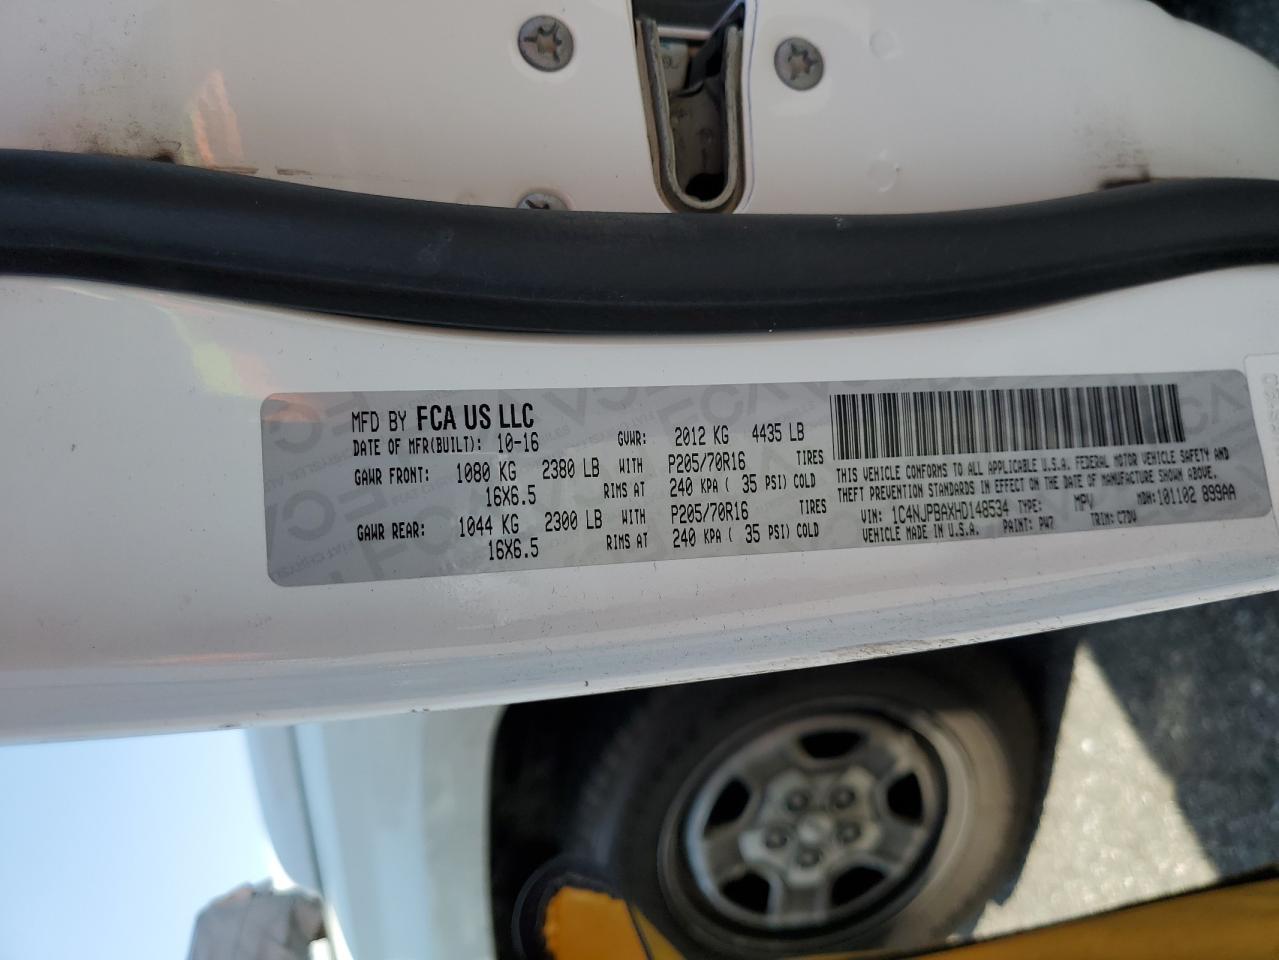 MFD BY FCA US LLC
DATE OF MFR(BUILT): 10-16 GVWR: 2012 KG 4435 LB
GAWR FRONT: 1080 KG 2380 LB WITH P205/70R16 TIRES
16X6.5 RIMS AT 240 KPA ( 35 PSI) COLD
GAWR REAR: 1044 KG 2300 LB WITH P205/70R16 TIRES
16X6.5 RIMS AT 240 KPA ( 35 PSI) COLD
THIS VEHICLE CONFORMS TO ALL APPLICABLE U.S.A. FEDERAL MOTOR VEHICLE SAFETY AND
THEFT PREVENTION STANDARDS IN EFFECT ON THE DATE OF MANUFACTURE SHOWN ABOVE.
VIN: 1C4NJPBAXHD148534 TYPE: MPV MDH:101102 899AA
VEHICLE MADE IN U.S.A. PAINT: PW7 TRIM: C7DV